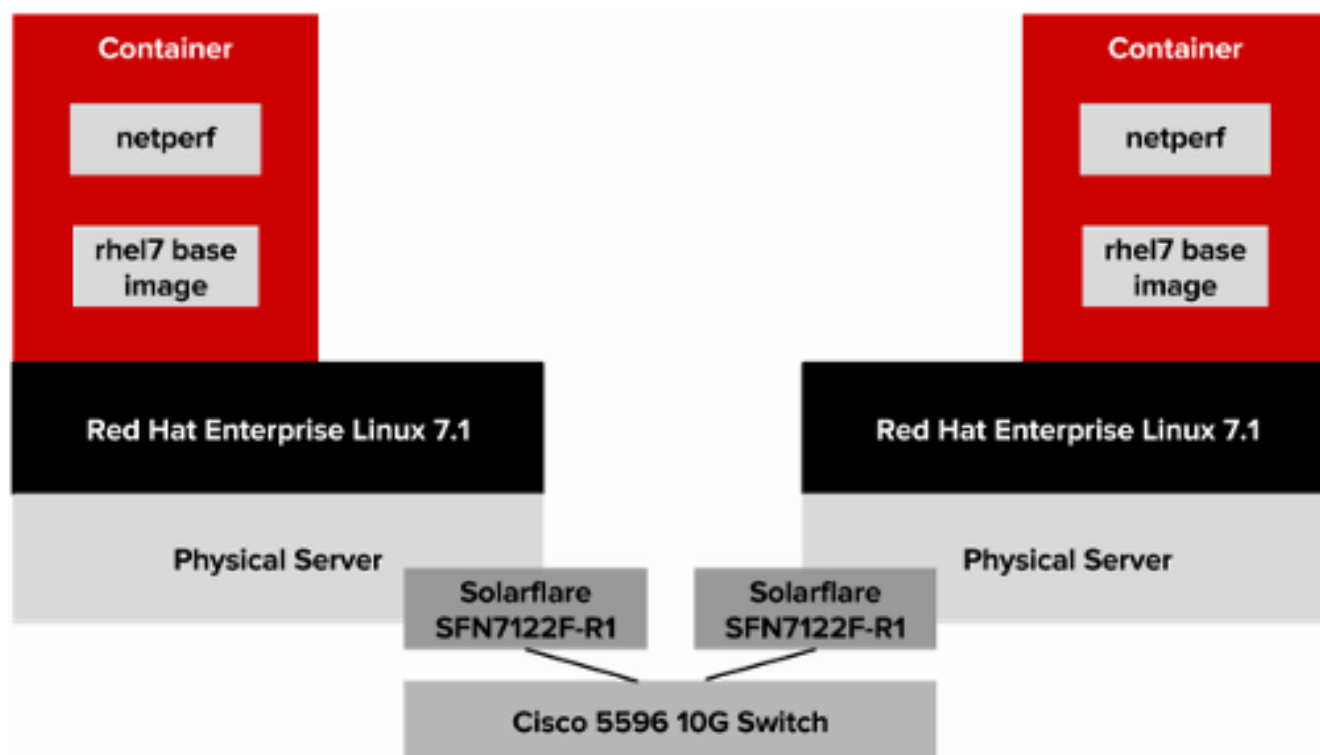 Container
netperf
rhel7 base
image
Red Hat Enterprise Linux 7.1
Physical Server
Solarflare
SFN7122F-R1
Container
netperf
rhel7 base
image
Red Hat Enterprise Linux 7.1
Physical Server
Solarflare
SFN7122F-R1
Cisco 5596 10G Switch